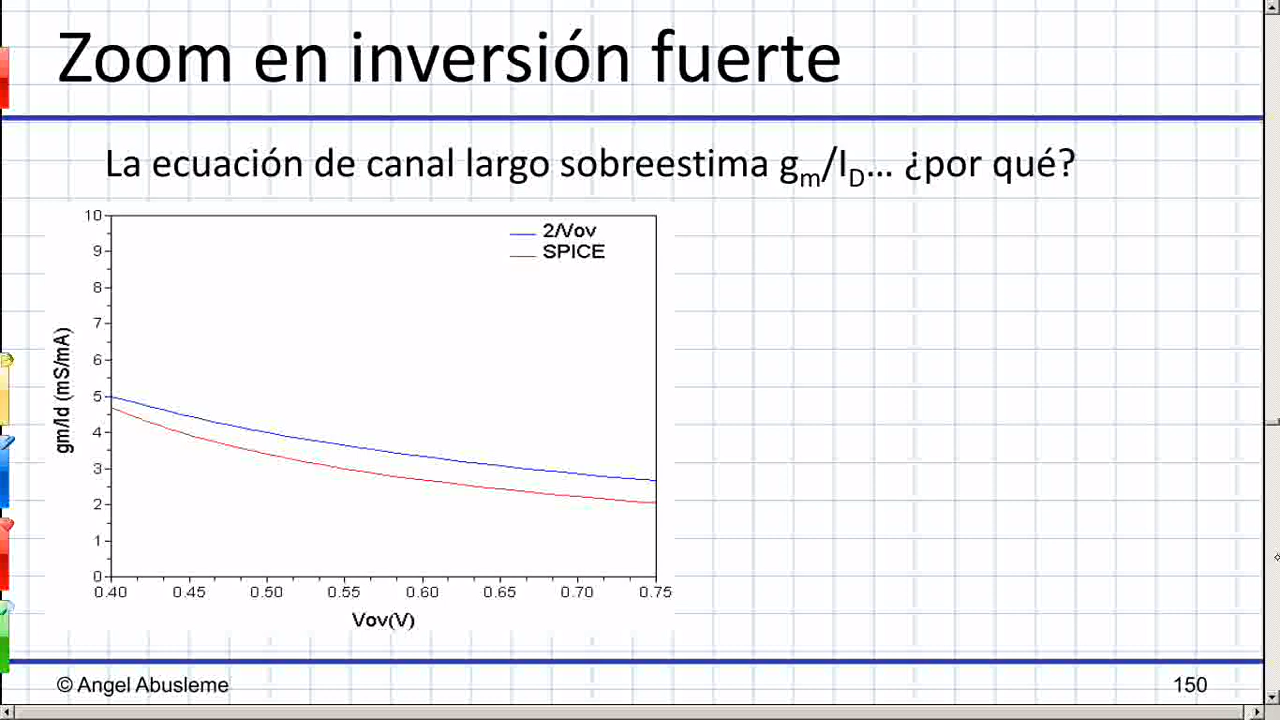 Zoom en inversión fuerte
La ecuación de canal largo sobreestima gm/ID... ¿por qué?
10
9
8
7
6
5
4
3
2
1
0
gm/Id (mS/mA)
2/Vov
SPICE
0.40 0.45 0.50 0.55 0.60 0.65 0.70 0.75
Vov(V)
© Angel Abusleme
150